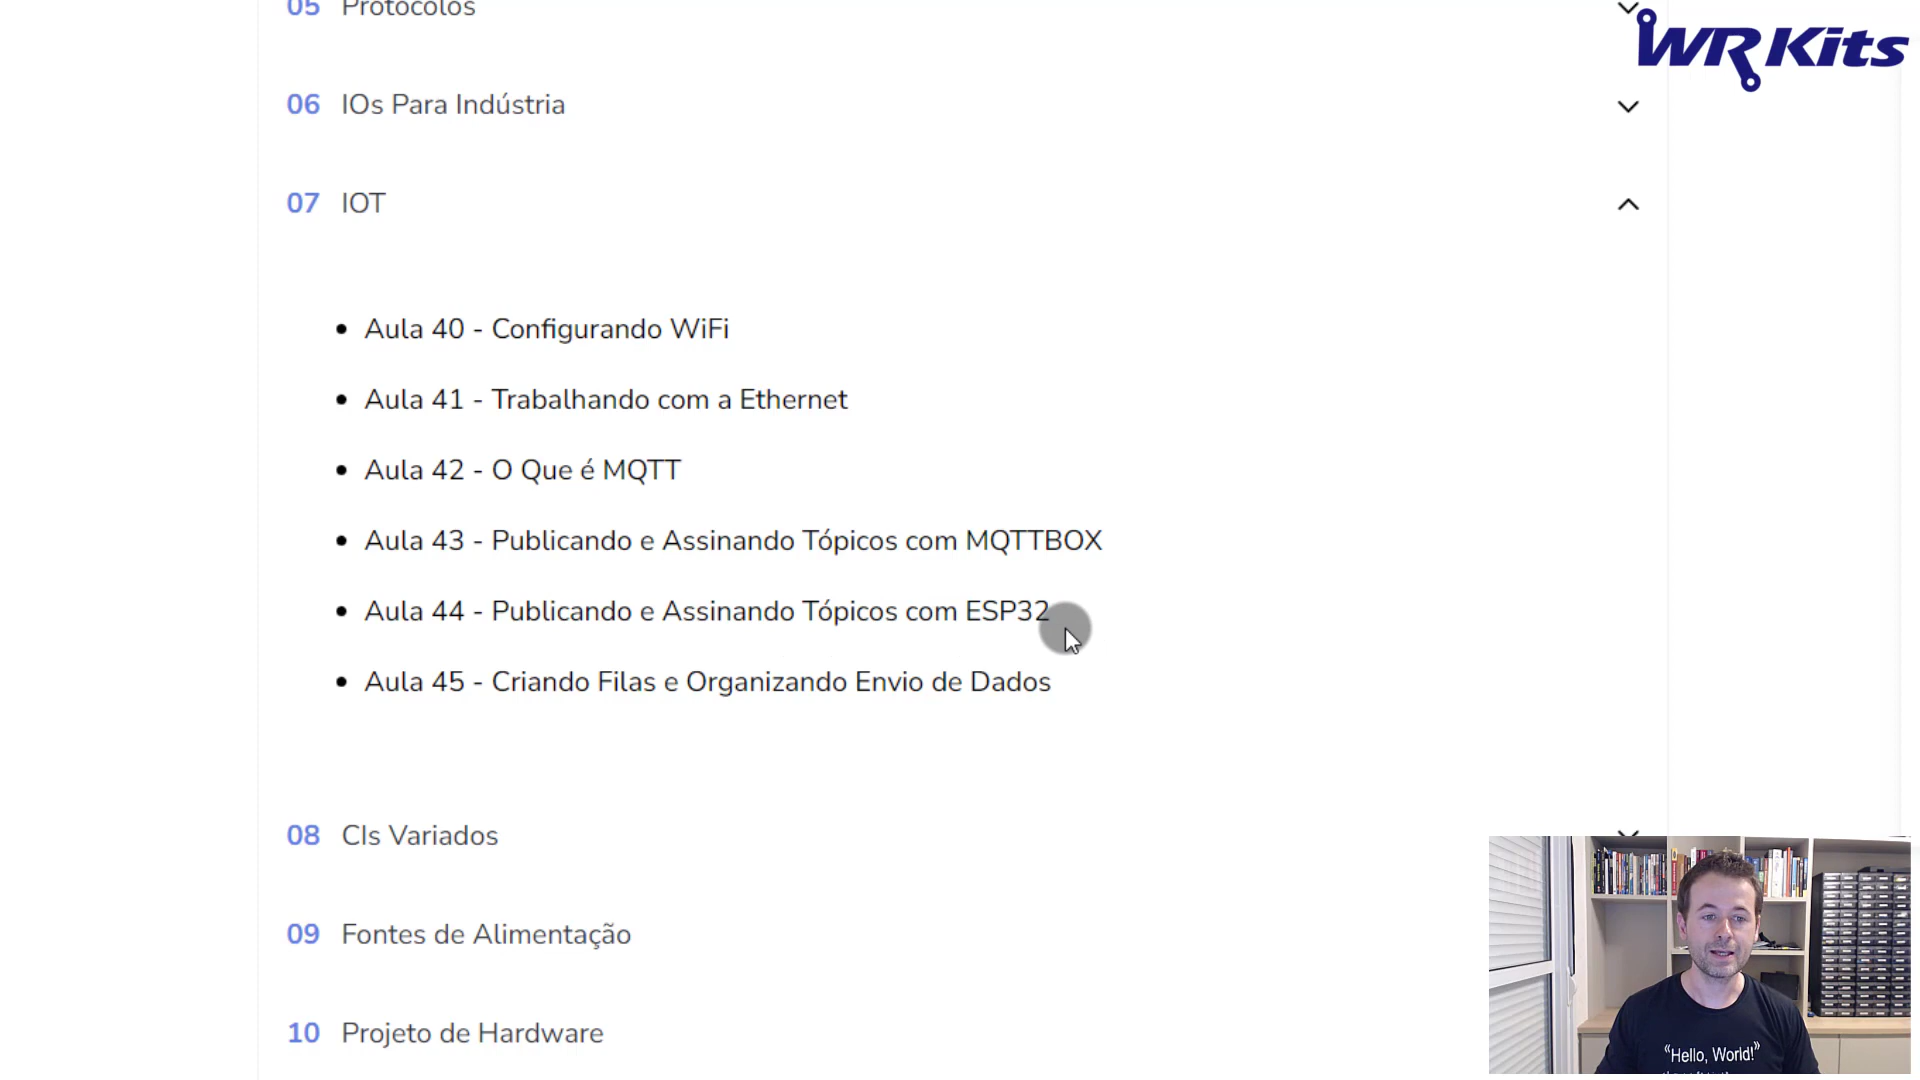 05 Protocolos
WR Kits
06 IOs Para Indústria
07 IOT
Aula 40 - Configurando WiFi
Aula 41 - Trabalhando com a Ethernet
Aula 42 - O Que é MQTT
Aula 43 - Publicando e Assinando Tópicos com MQTTBOX
Aula 44 - Publicando e Assinando Tópicos com ESP32
Aula 45 - Criando Filas e Organizando Envio de Dados
08 CIs Variados
09 Fontes de Alimentação
10 Projeto de Hardware
“Hello, World!”